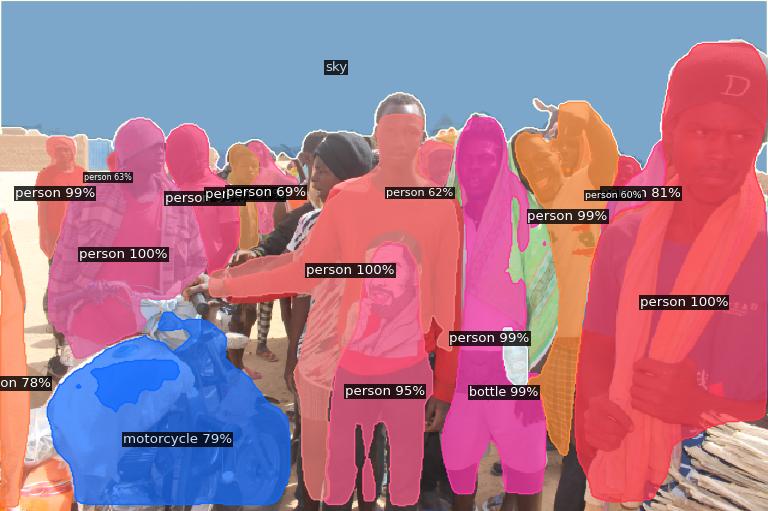 sky
person 63%
person 99%
person
person 69%
person 62%
person 60%
81%
person 99%
person 100%
person 100%
person 100%
person 99%
on 78%
person 95%
bottle 99%
motorcycle 79%
D